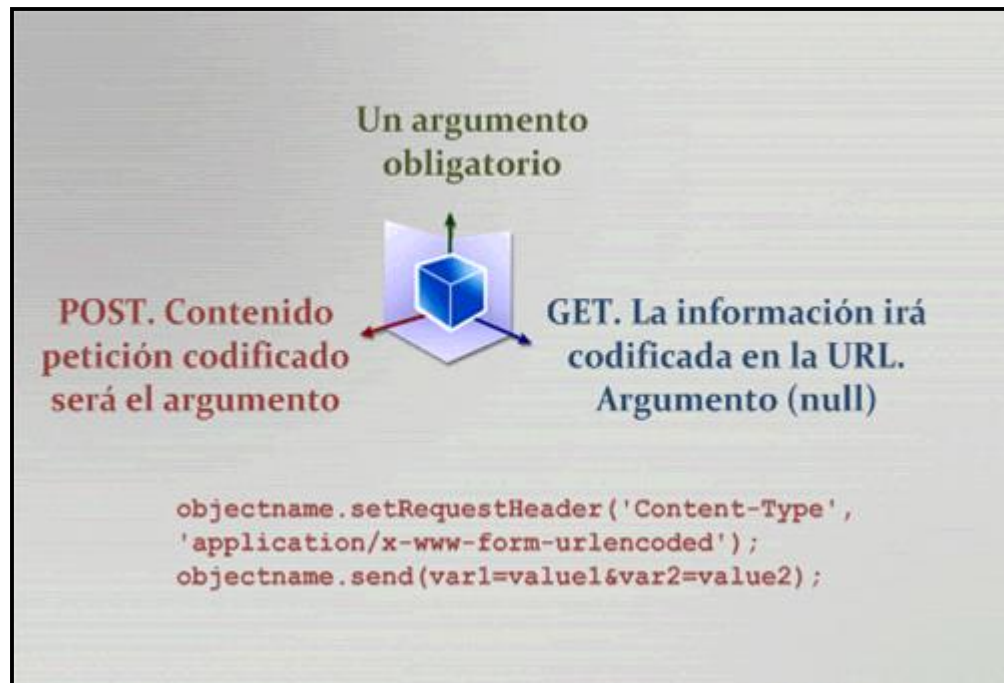 Un argumento
obligatorio
POST. Contenido
petición codificado
será el argumento
GET. La información irá
codificada en la URL.
Argumento (null)
objectname.setRequestHeader('Content-Type',
'application/x-www-form-urlencoded');
objectname.send(var1=value1&var2=value2);